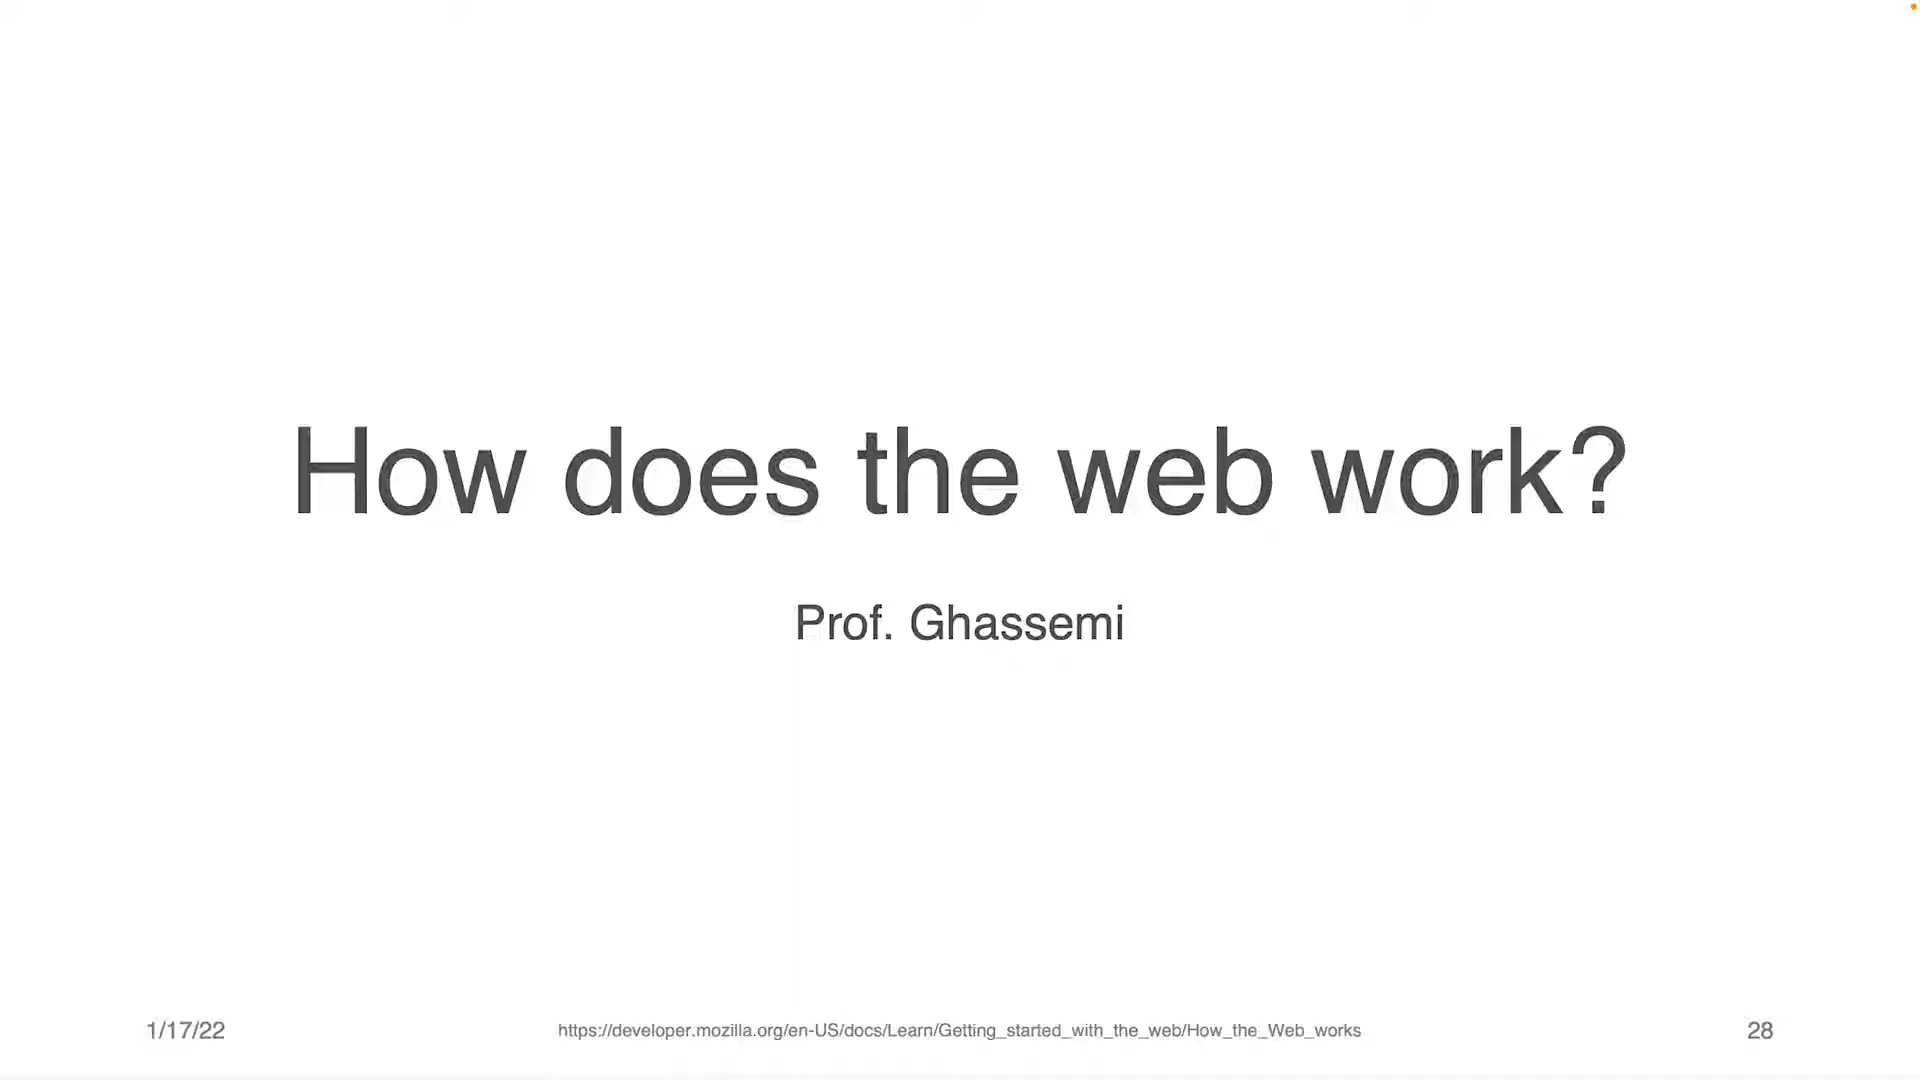 How does the web work?
Prof. Ghassemi
1/17/22
https://developer.mozilla.org/en-US/docs/Learn/Getting_started_with_the_web/How_the_Web_works
28